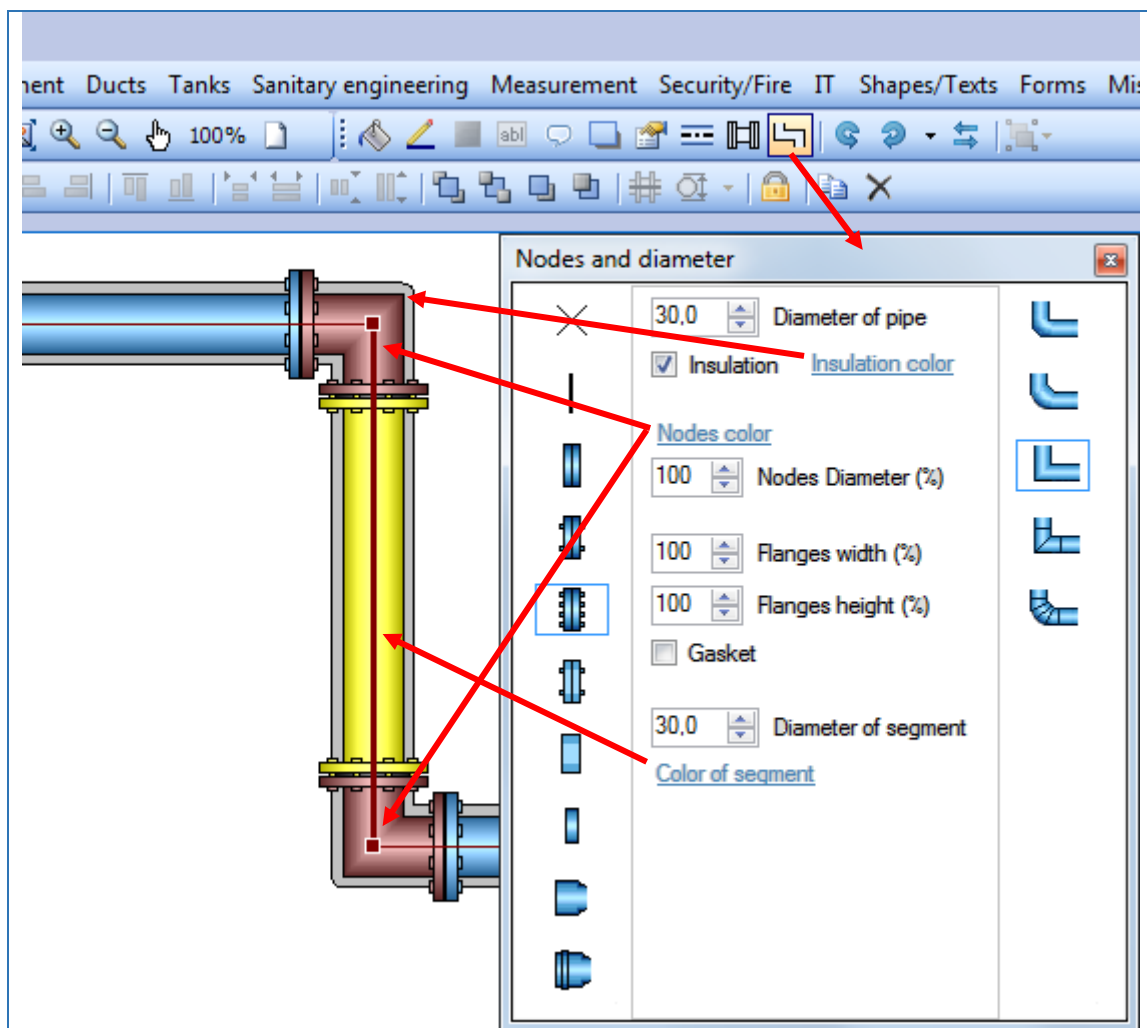 Ducts Tanks Sanitary engineering Measurement Security/Fire IT Shapes/Texts Forms
100% abl
Nodes and diameter
30,0 Diameter of pipe
Insulation Insulation color
Nodes color
100 Nodes Diameter (%)
100 Flanges width (%)
100 Flanges height (%)
Gasket
30,0 Diameter of segment
Color of segment